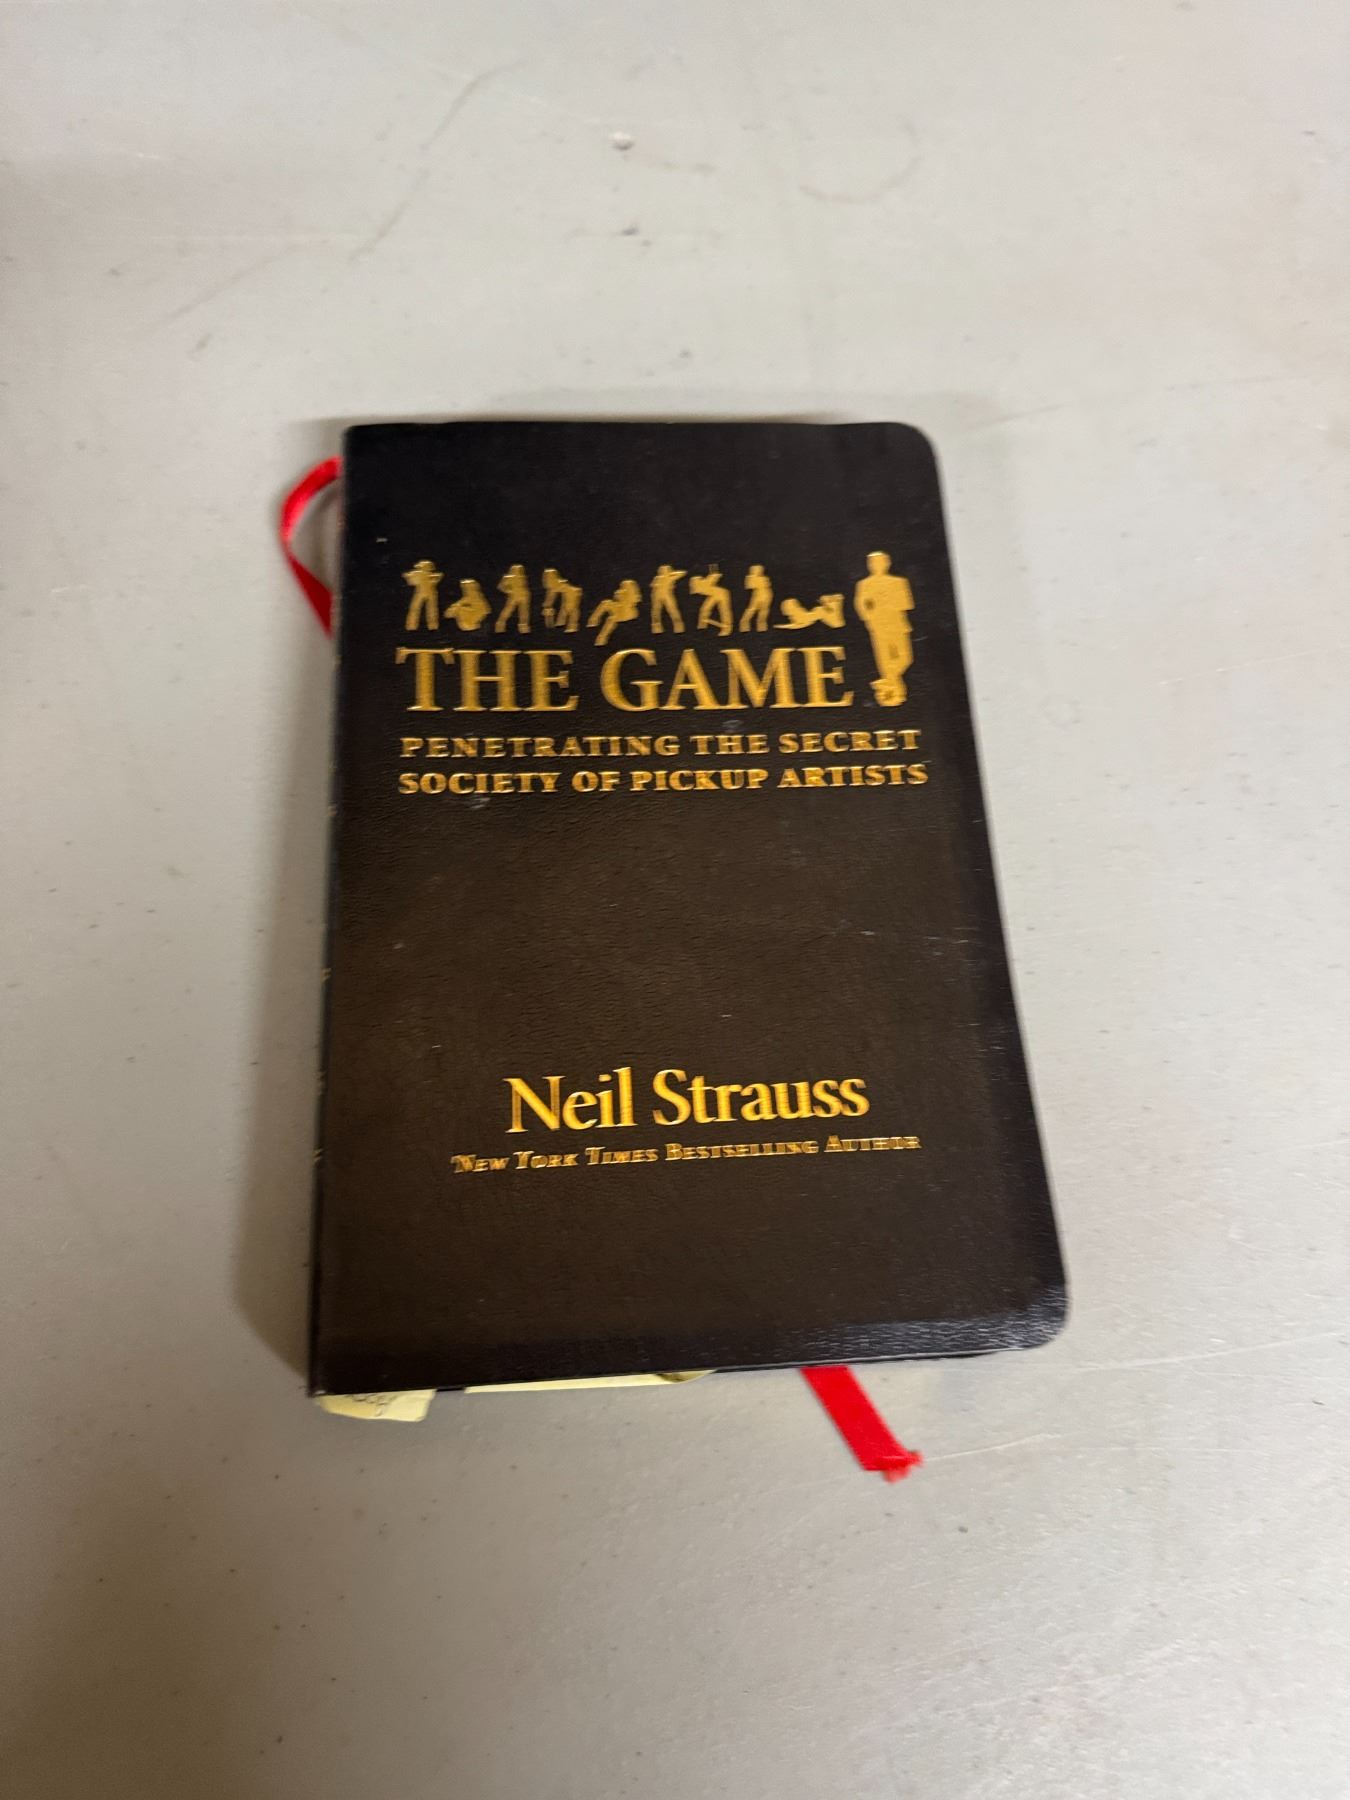 THE GAME
PENETRATING THE SECRET
SOCIETY OF PICKUP ARTISTS
Neil Strauss
NEW YORK TIMES BESTSELLING AUTHOR